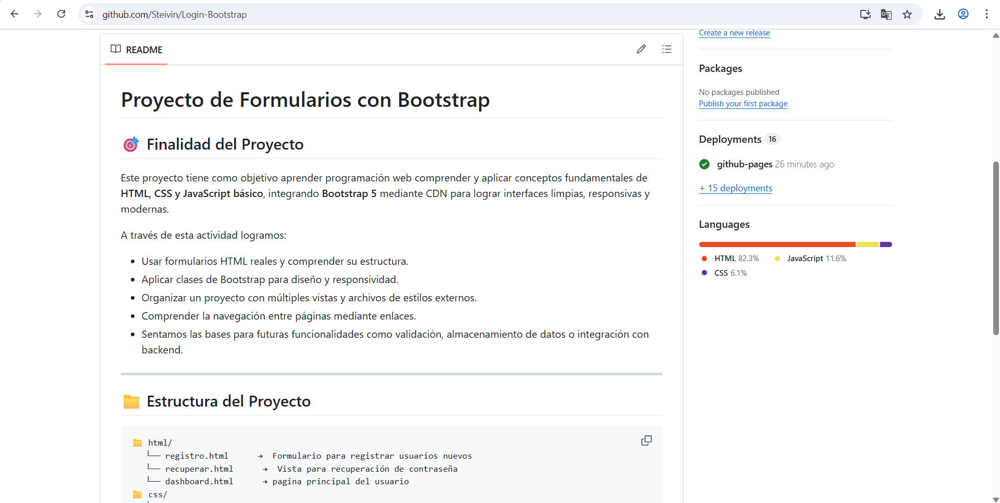 github.com/Steivin/Login-Bootstrap
README
Proyecto de Formularios con Bootstrap
Finalidad del Proyecto
Este proyecto tiene como objetivo aprender programación web comprender y aplicar conceptos fundamentales de
HTML, CSS y JavaScript básico, integrando Bootstrap 5 mediante CDN para lograr interfaces limpias, responsivas y
modernas.
A través de esta actividad logramos:
• Usar formularios HTML reales y comprender su estructura.
• Aplicar clases de Bootstrap para diseño y responsividad.
• Organizar un proyecto con múltiples vistas y archivos de estilos externos.
• Comprender la navegación entre páginas mediante enlaces.
• Sentamos las bases para futuras funcionalidades como validación, almacenamiento de datos o integración con
backend.
Estructura del Proyecto
html/
└── registro.html → Formulario para registrar usuarios nuevos
└── recuperar.html → Vista para recuperación de contraseña
└── dashboard.html → pagina principal del usuario
css/
Create a new release
Packages
No packages published
Publish your first package
Deployments 16
github-pages 26 minutes ago
+ 15 deployments
Languages
HTML 82.3% JavaScript 11.6%
CSS 6.1%